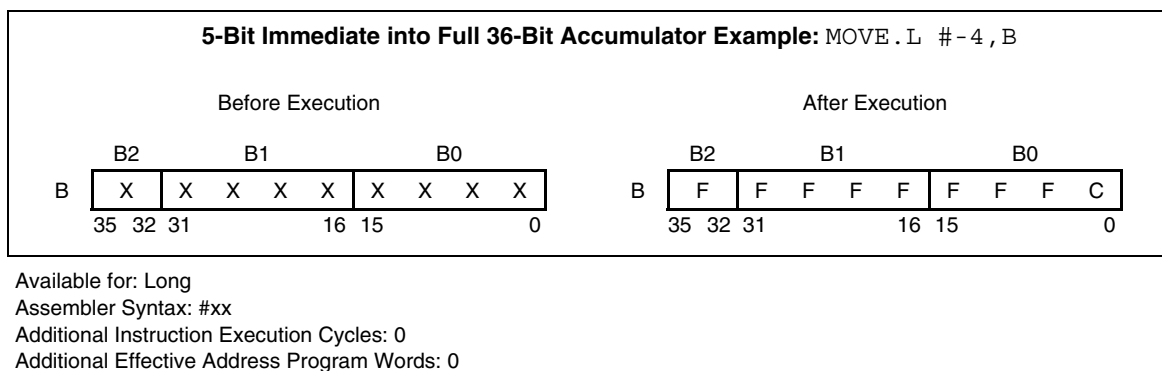 5-Bit Immediate into Full 36-Bit Accumulator Example: MOVE.L #-4,B
Before Execution After Execution
B2 B1 B0 B2 B1 B0
B X X X X X X X X X B F F F F F F F F C
35 32 31 16 15 0 35 32 31 16 15 0
Available for: Long
Assembler Syntax: #xx
Additional Instruction Execution Cycles: 0
Additional Effective Address Program Words: 0